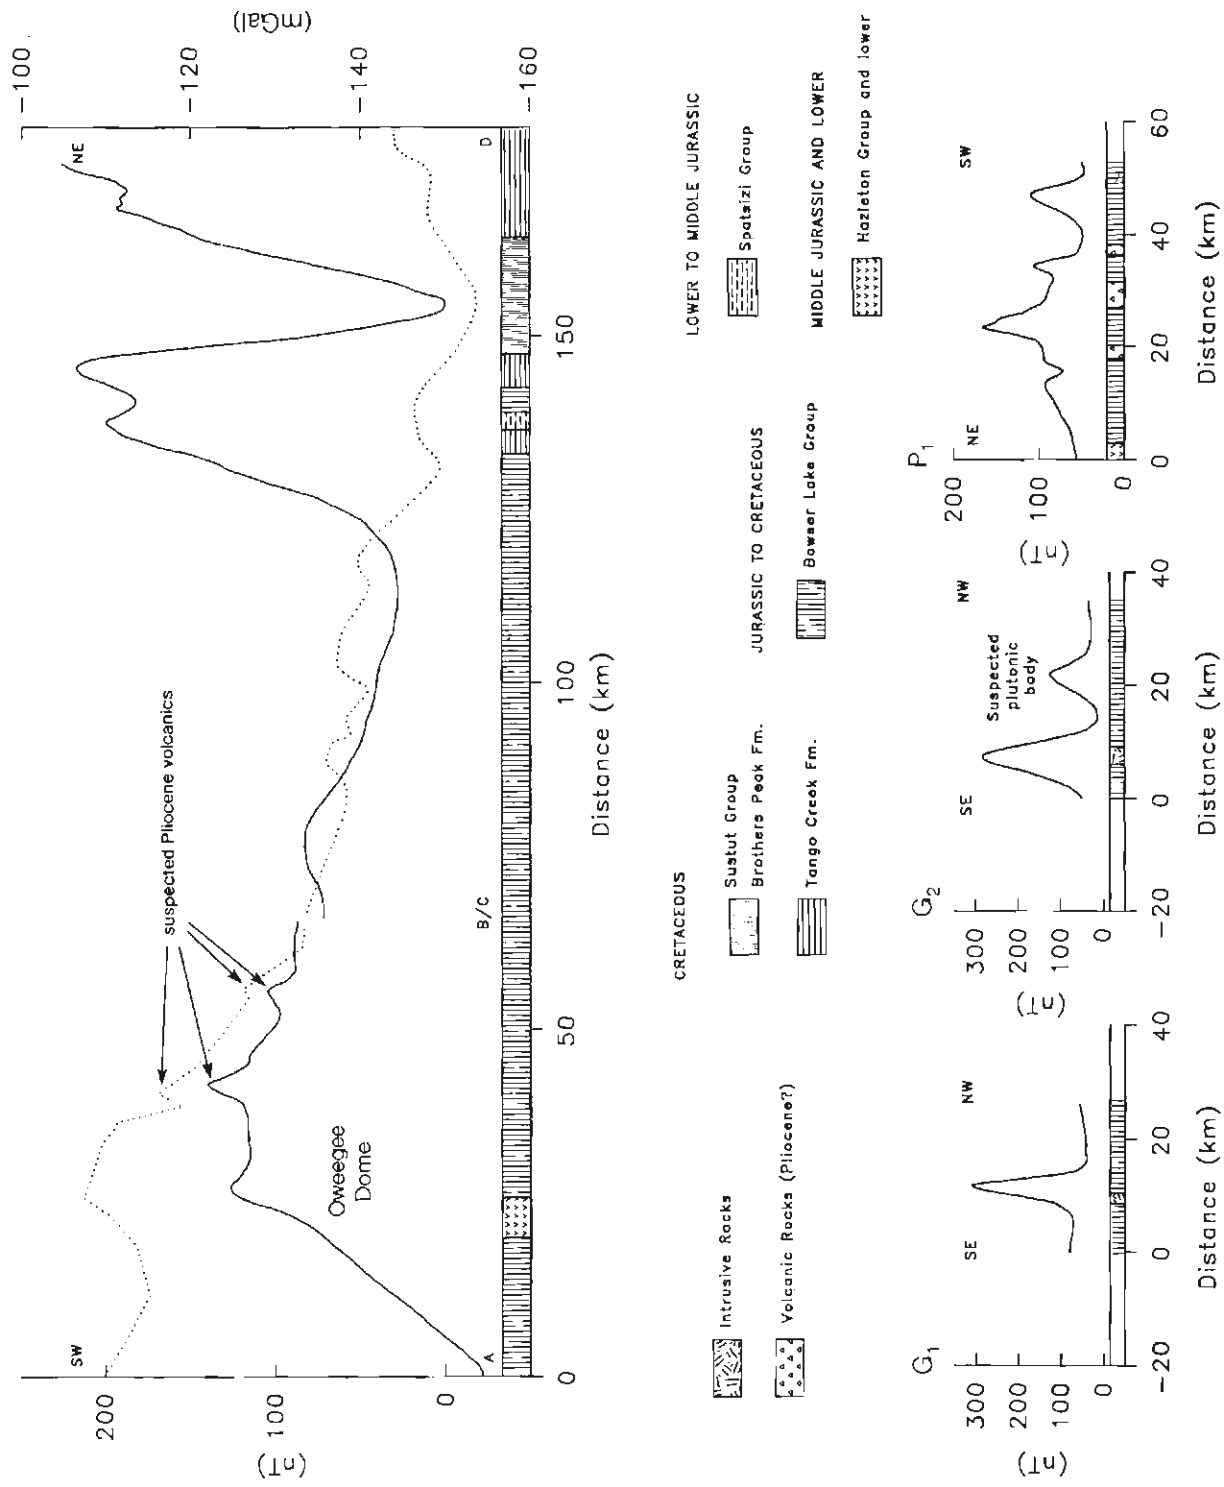 SW
suspected Pliocene volcanics
NE
Oweegee
Dome
A
B/C
D
200
100
0
(nT)
-100
-120
-140
-160
(mGal)
0
50
100
150
Distance (km)
Intrusive Rocks
Volcanic Rocks (Pliocene?)
CRETACEOUS
Sustut Group
Brothers Peak Fm.
Tango Creek Fm.
JURASSIC TO CRETACEOUS
Bowser Lake Group
LOWER TO MIDDLE JURASSIC
Spatsizi Group
MIDDLE JURASSIC AND LOWER
Hazleton Group and lower
G1
300
200
100
0
(nT)
SE
NW
-20
0
20
40
Distance (km)
G2
300
200
100
0
(nT)
SE
Suspected
plutonic
body
NW
-20
0
20
40
Distance (km)
P1
200
100
0
(nT)
NE
SW
0
20
40
60
Distance (km)